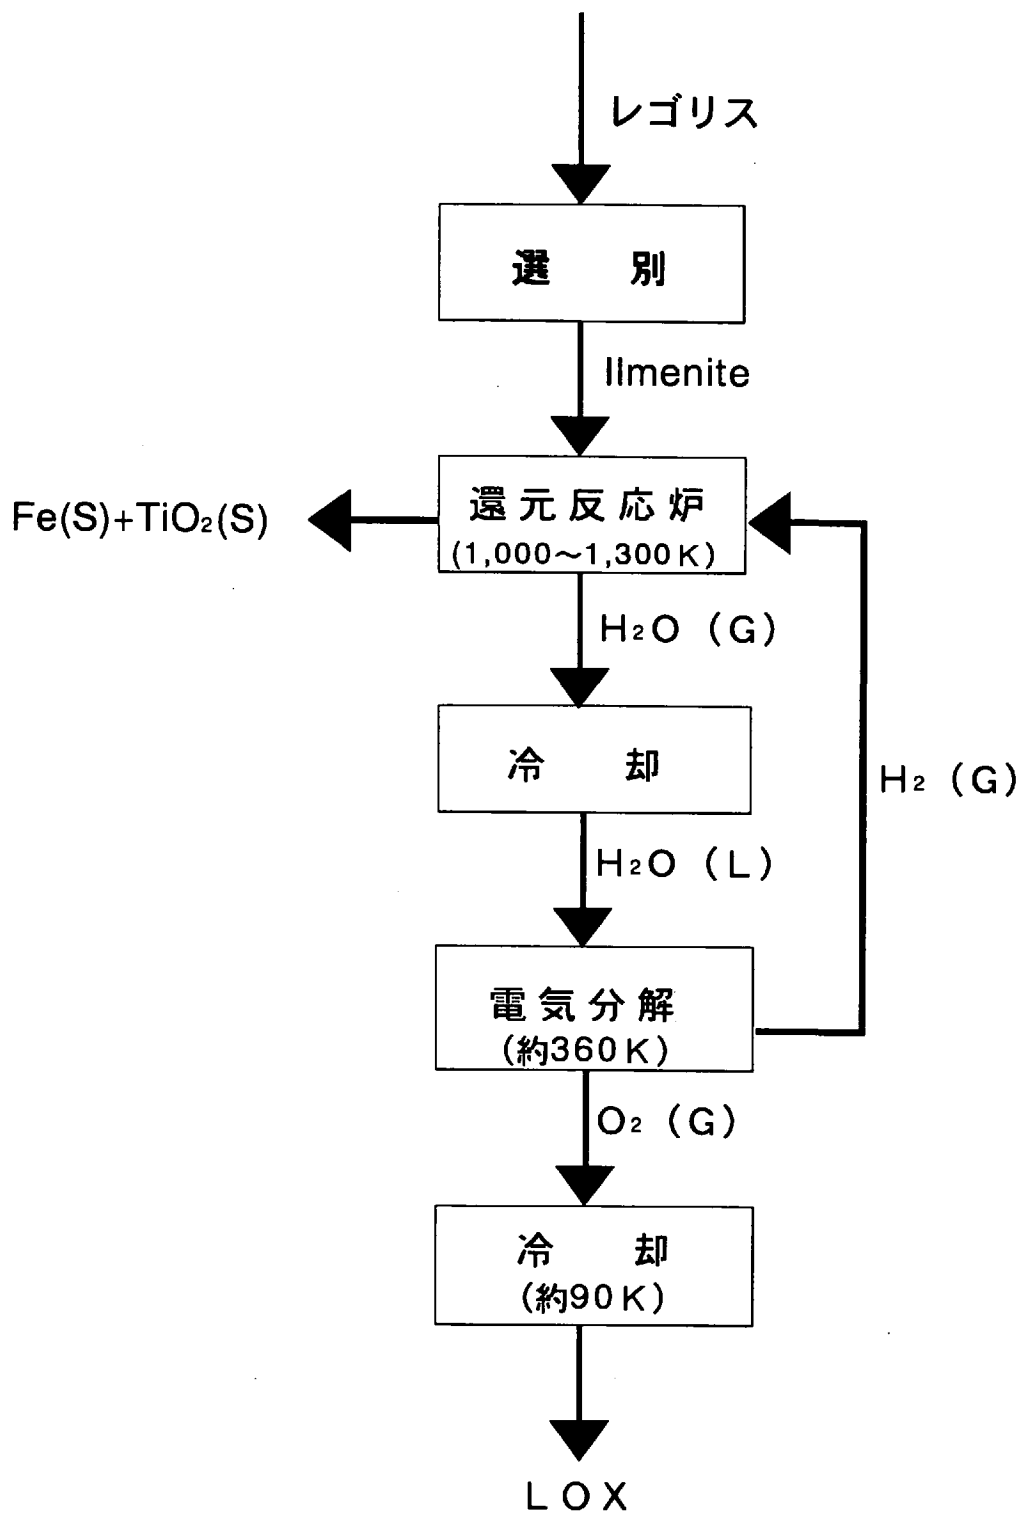 レゴリス
選 別
Ilmenite
還元反応炉
(1,000～1,300K)
Fe(S)+TiO₂(S)
H₂O (G)
冷 却
H₂ (G)
H₂O (L)
電気分解
(約360K)
O₂ (G)
冷 却
(約90K)
LOX